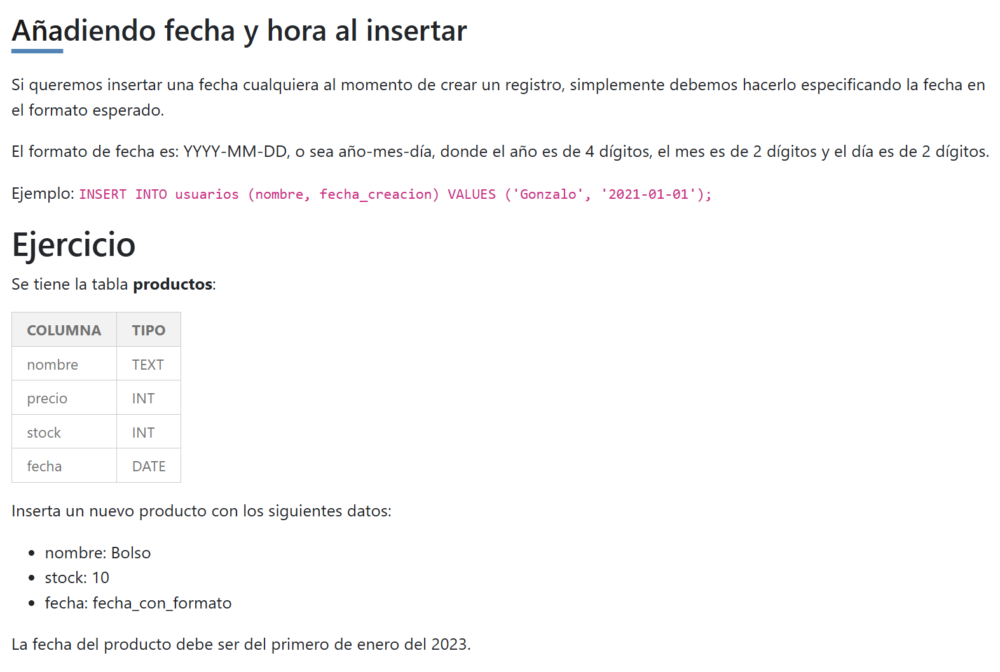 Añadiendo fecha y hora al insertar
Si queremos insertar una fecha cualquiera al momento de crear un registro, simplemente debemos hacerlo especificando la fecha en
el formato esperado.
El formato de fecha es: YYYY-MM-DD, o sea año-mes-día, donde el año es de 4 dígitos, el mes es de 2 dígitos y el día es de 2 dígitos.
Ejemplo: INSERT INTO usuarios (nombre, fecha_creacion) VALUES ('Gonzalo', '2021-01-01');
Ejercicio
Se tiene la tabla productos:
COLUMNA TIPO
nombre TEXT
precio INT
stock INT
fecha DATE
Inserta un nuevo producto con los siguientes datos:
• nombre: Bolso
• stock: 10
• fecha: fecha_con_formato
La fecha del producto debe ser del primero de enero del 2023.